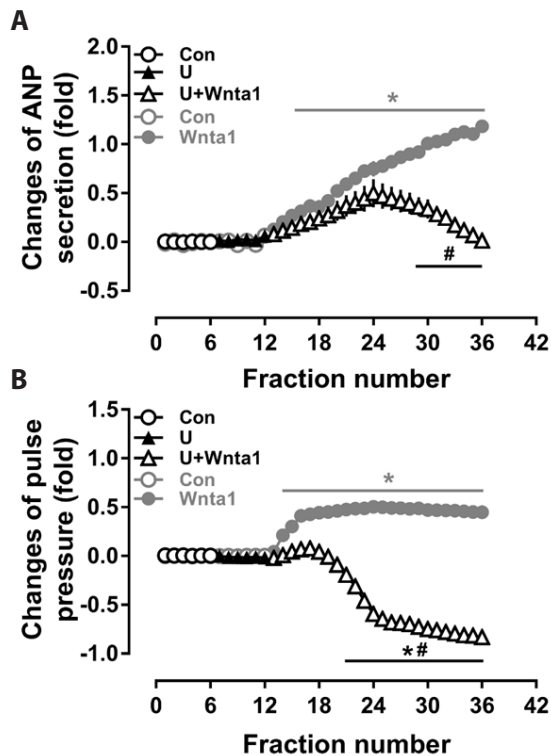 A
Changes of ANP
secretion (fold)
2.0
1.5
1.0
0.5
0.0
-0.5
Con
U
U+Wnta1
Con
Wnta1
*
#
0 6 12 18 24 30 36 42
Fraction number
B
Changes of pulse
pressure (fold)
1.5
1.0
0.5
0.0
-0.5
-1.0
Con
U
U+Wnta1
Con
Wnta1
*
*#
0 6 12 18 24 30 36 42
Fraction number